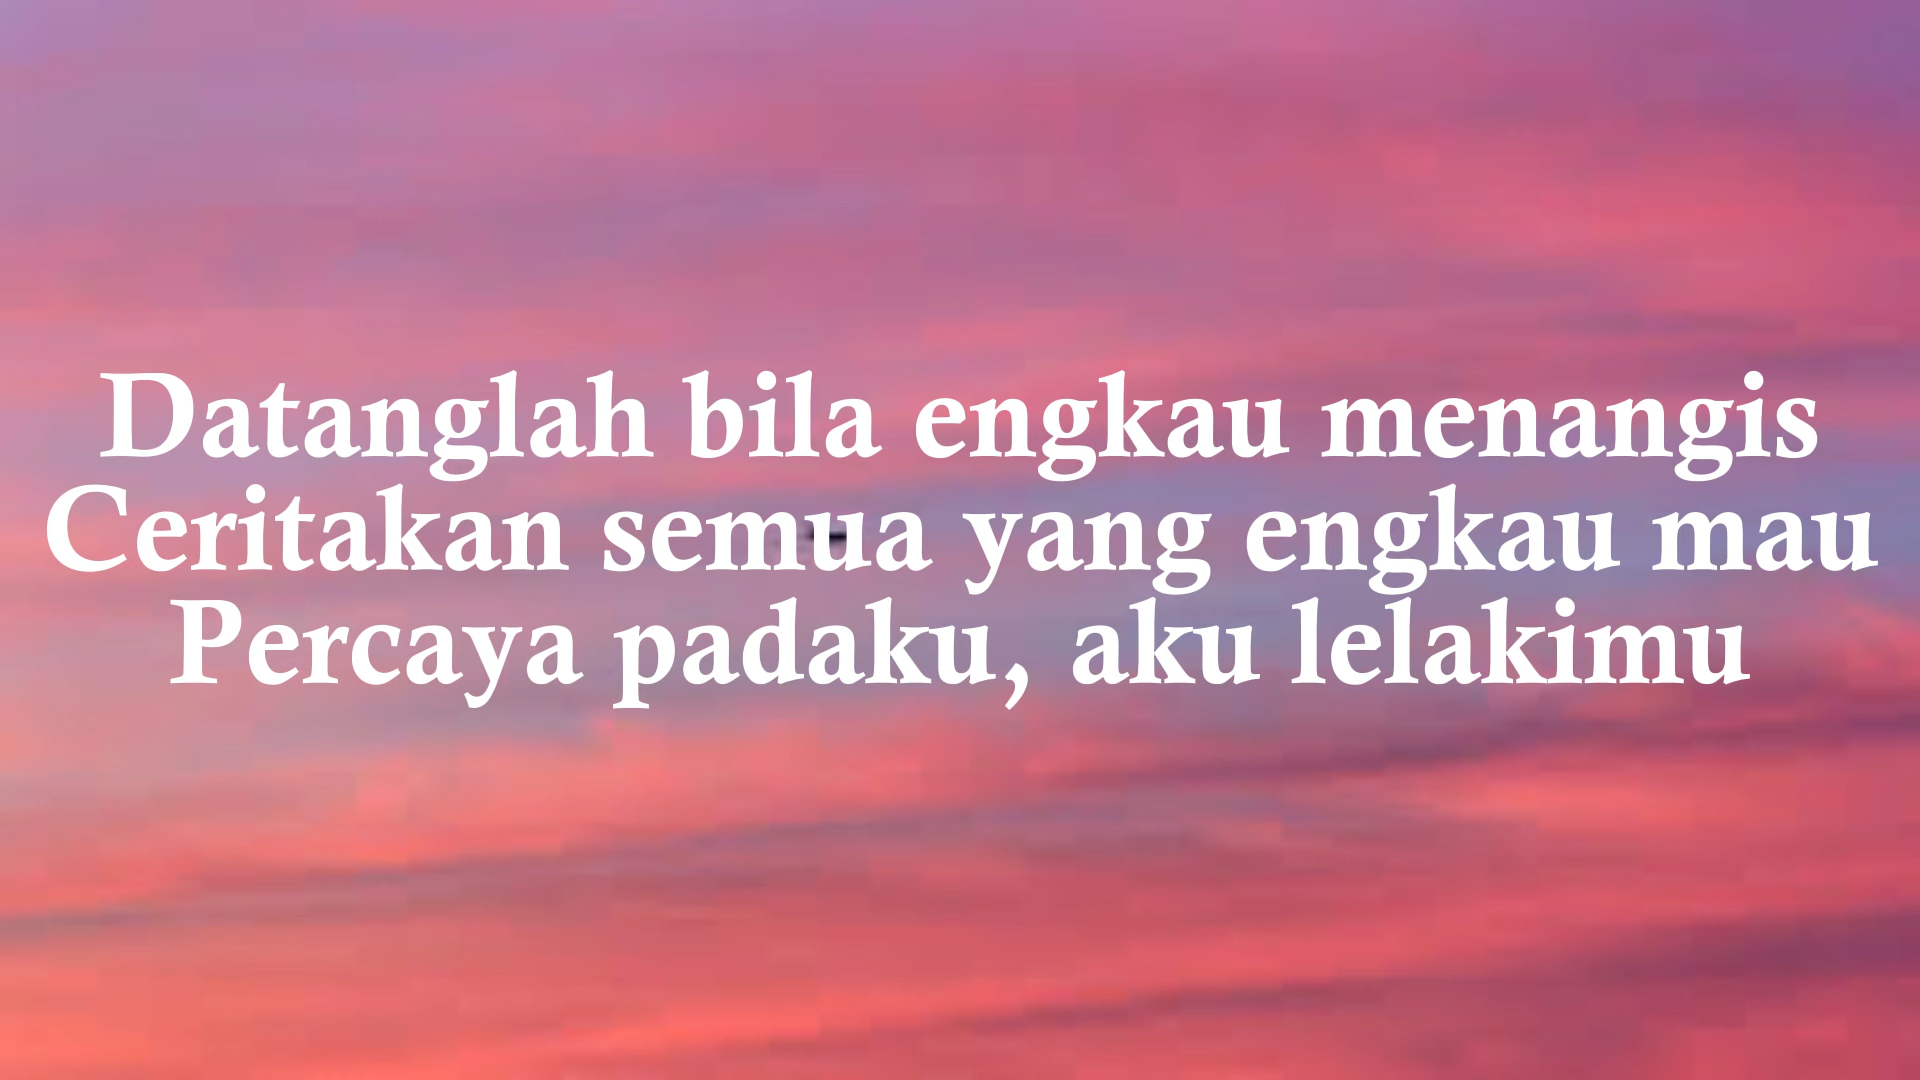 Datanglah bila engkau menangis
Ceritakan semua yang engkau mau
Percaya padaku, aku lelakimu